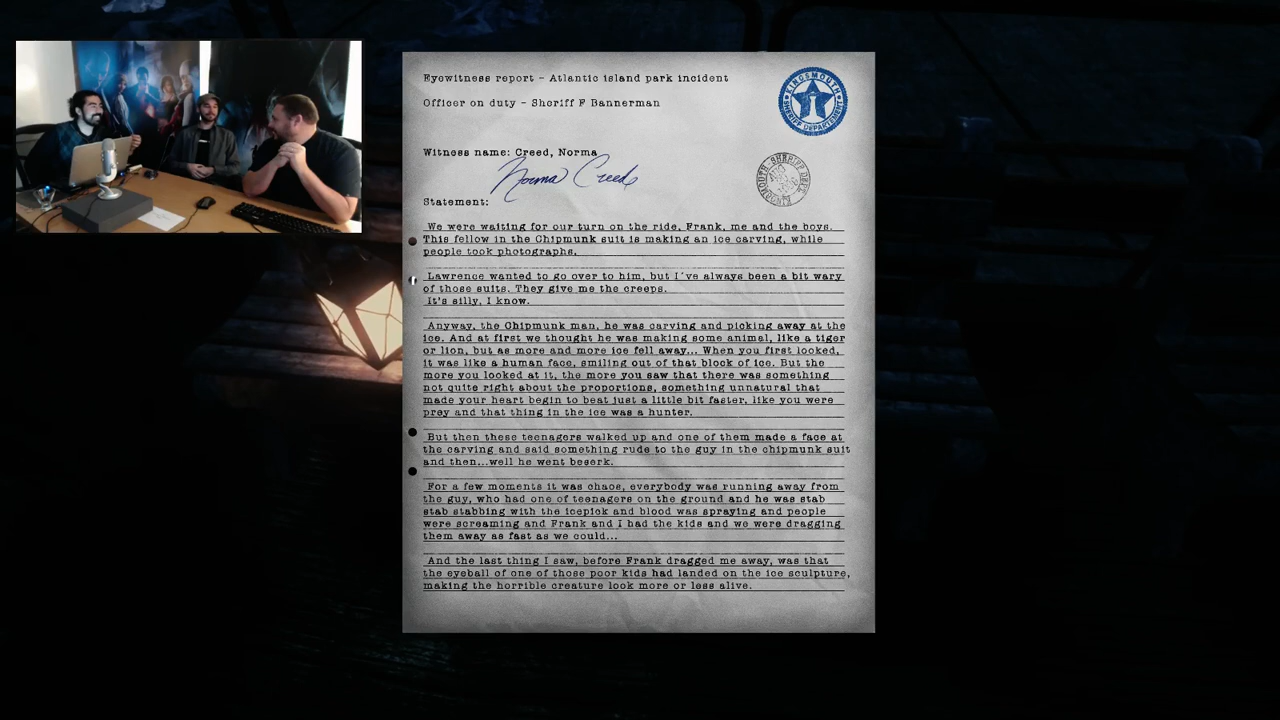 Eyewitness report - Atlantic island park incident
KINGSMOUTH
SHERIFF DEPARTMENT
Officer on duty - Sheriff F Bannerman
Witness name: Creed, Norma
Norma Creed
KINGSMOUTH SHERIFF DEPT.
Statement:
We were waiting for our turn on the ride, Frank, me and the boys.
This fellow in the Chipmunk suit is making an ice carving, while
people took photographs.
Lawrence wanted to go over to him, but I've always been a bit wary
of those suits. They give me the creeps.
It's silly, I know.
Anyway, the Chipmunk man, he was carving and picking away at the
ice. And at first we thought he was making some animal, like a tiger
or lion, but as more and more ice fell away... When you first looked,
it was like a human face, smiling out of that block of ice. But the
more you looked at it, the more you saw that there was something
not quite right about the proportions, something unnatural that
made your heart begin to beat just a little bit faster, like you were
prey and that thing in the ice was a hunter.
But then these teenagers walked up and one of them made a face at
the carving and said something rude to the guy in the chipmunk suit
and then...well he went beserk.
For a few moments it was chaos, everybody was running away from
the guy, who had one of teenagers on the ground and he was stab
stab stabbing with the icepick and blood was spraying and people
were screaming and Frank and I had the kids and we were dragging
them away as fast as we could...
And the last thing I saw, before Frank dragged me away, was that
the eyeball of one of those poor kids had landed on the ice sculpture,
making the horrible creature look more or less alive.